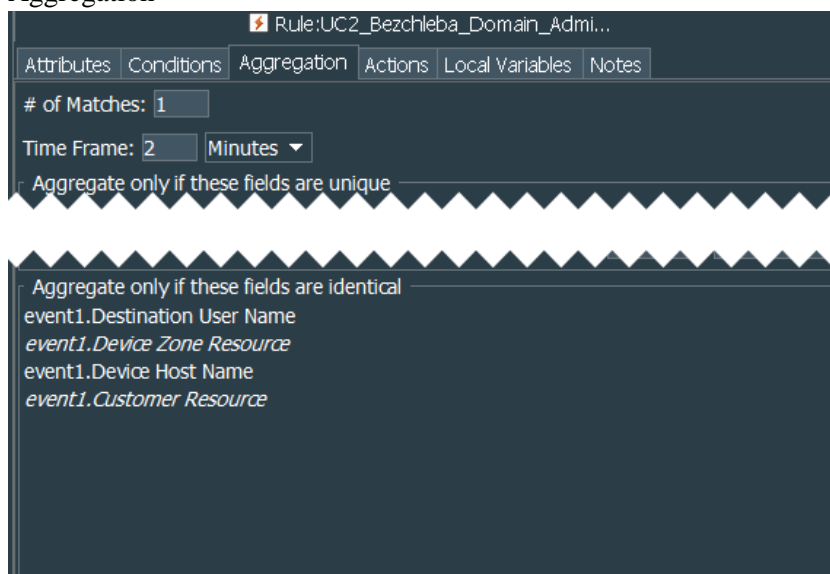 Aggregation
Rule:UC2_Bezchleba_Domain_Admi...
Attributes Conditions Aggregation Actions Local Variables Notes
# of Matches: 1
Time Frame: 2 Minutes
Aggregate only if these fields are unique
Aggregate only if these fields are identical
event1.Destination User Name
event1.Device Zone Resource
event1.Device Host Name
event1.Customer Resource